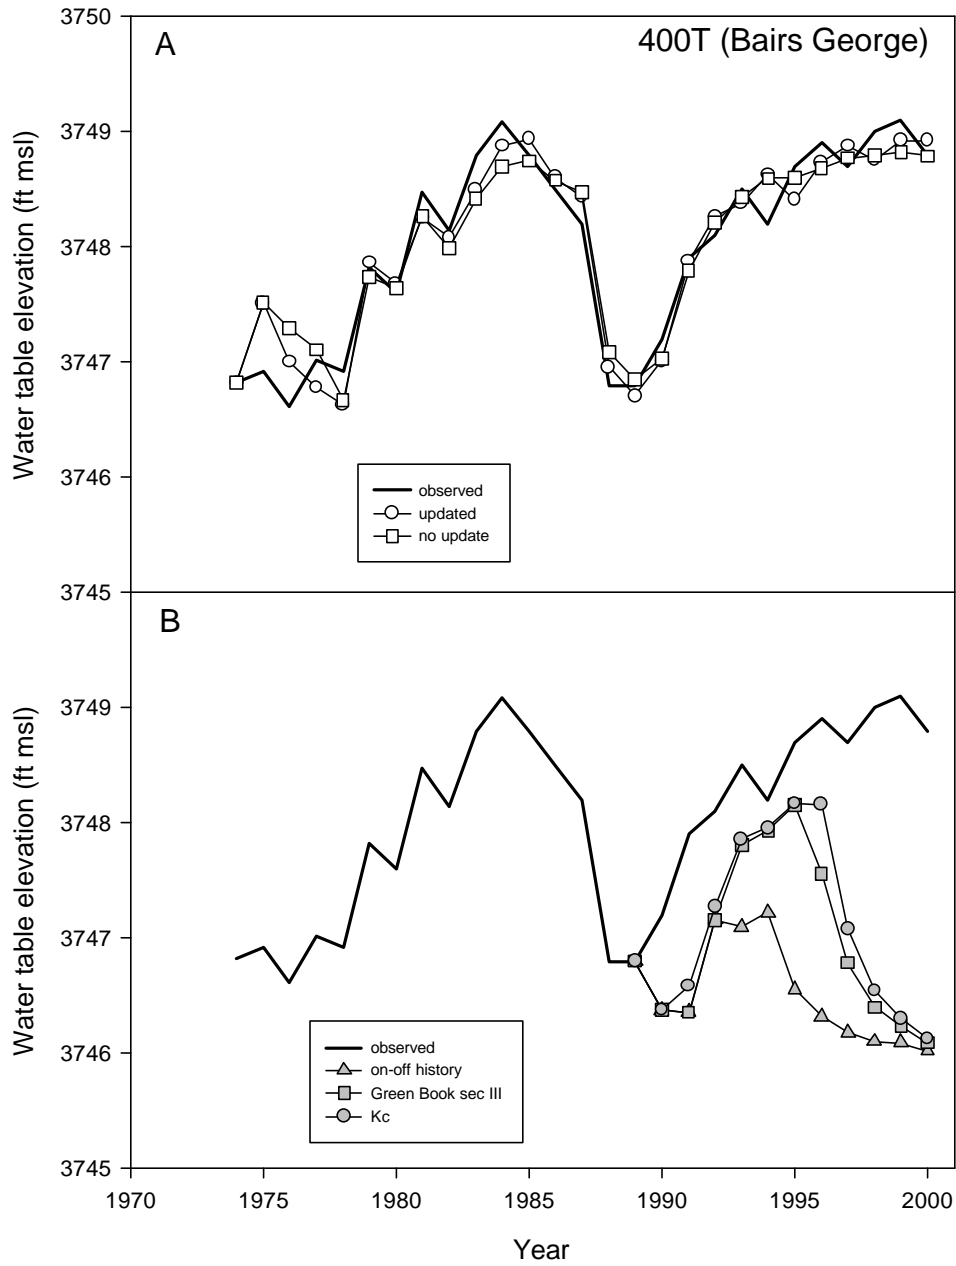 3750
A
400T (Bairs George)
3749
3748
3747
3746
3745
Water table elevation (ft msl)
observed
updated
no update
B
3749
3748
3747
3746
3745
Water table elevation (ft msl)
observed
on-off history
Green Book sec III
Kc
1970 1975 1980 1985 1990 1995 2000
Year